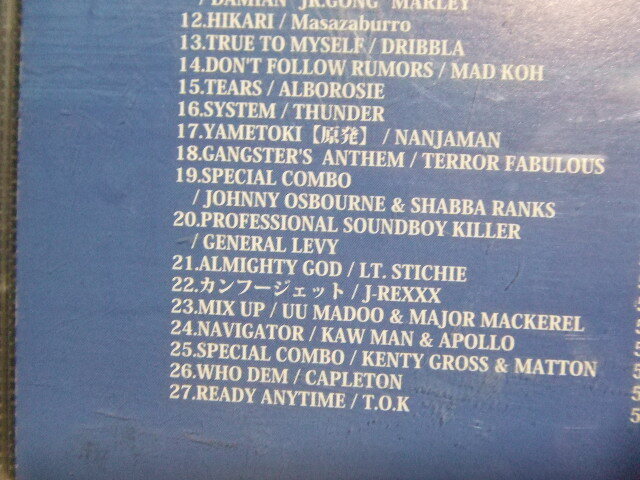 / DAMIAN "JR.GONG" MARLEY
12.HIKARI / Masazaburro
13.TRUE TO MYSELF / DRIBBLA
14.DON'T FOLLOW RUMORS / MAD KOH
15.TEARS / ALBOROSIE
16.SYSTEM / THUNDER
17.YAMETOKI【原発】 / NANJAMAN
18.GANGSTER'S ANTHEM / TERROR FABULOUS
19.SPECIAL COMBO
/ JOHNNY OSBOURNE & SHABBA RANKS
20.PROFESSIONAL SOUNDBOY KILLER
/ GENERAL LEVY
21.ALMIGHTY GOD / LT. STICHIE
22.カンフージェット / J-REXXX
23.MIX UP / UU MADOO & MAJOR MACKEREL
24.NAVIGATOR / KAW MAN & APOLLO
25.SPECIAL COMBO / KENTY GROSS & MATTON
26.WHO DEM / CAPLETON
27.READY ANYTIME / T.O.K